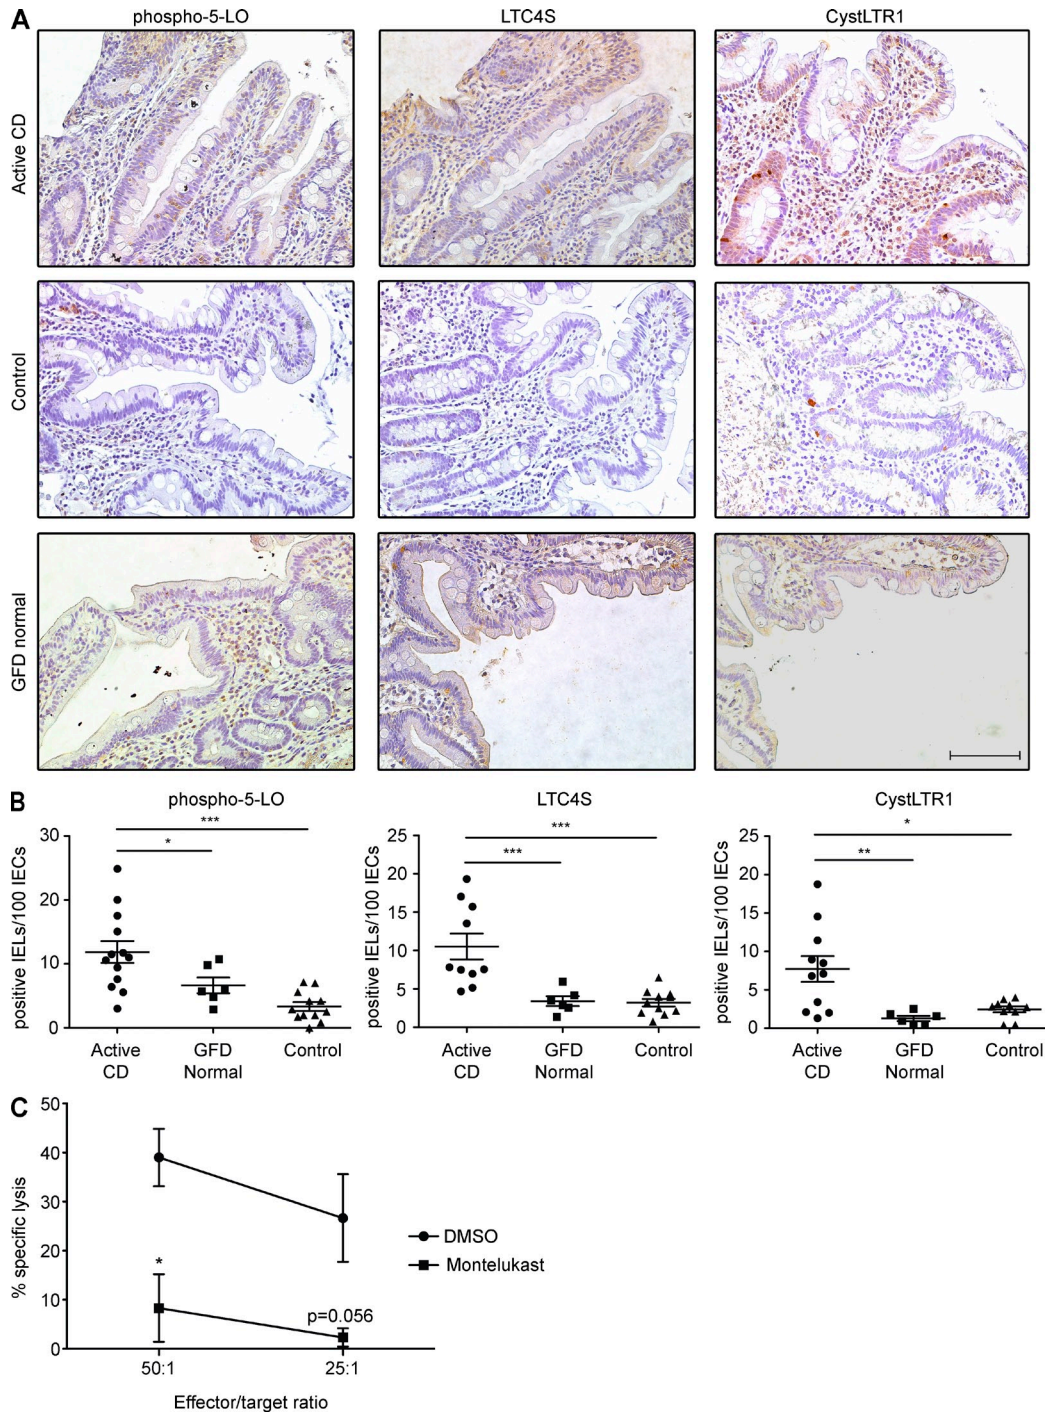 A
phospho-5-LO
LTC4S
CystLTR1
Active CD
Control
GFD normal
B
phospho-5-LO
LTC4S
CystLTR1
positive IELs/100 IECs
30
20
10
0
***
*
Active
CD
GFD
Normal
Control
positive IELs/100 IECs
25
20
15
10
5
0
***
***
Active
CD
GFD
Normal
Control
positive IELs/100 IECs
25
20
15
10
5
0
*
**
Active
CD
GFD
Normal
Control
C
% specific lysis
50
40
30
20
10
0
*
p=0.056
50:1
25:1
Effector/target ratio
DMSO
Montelukast